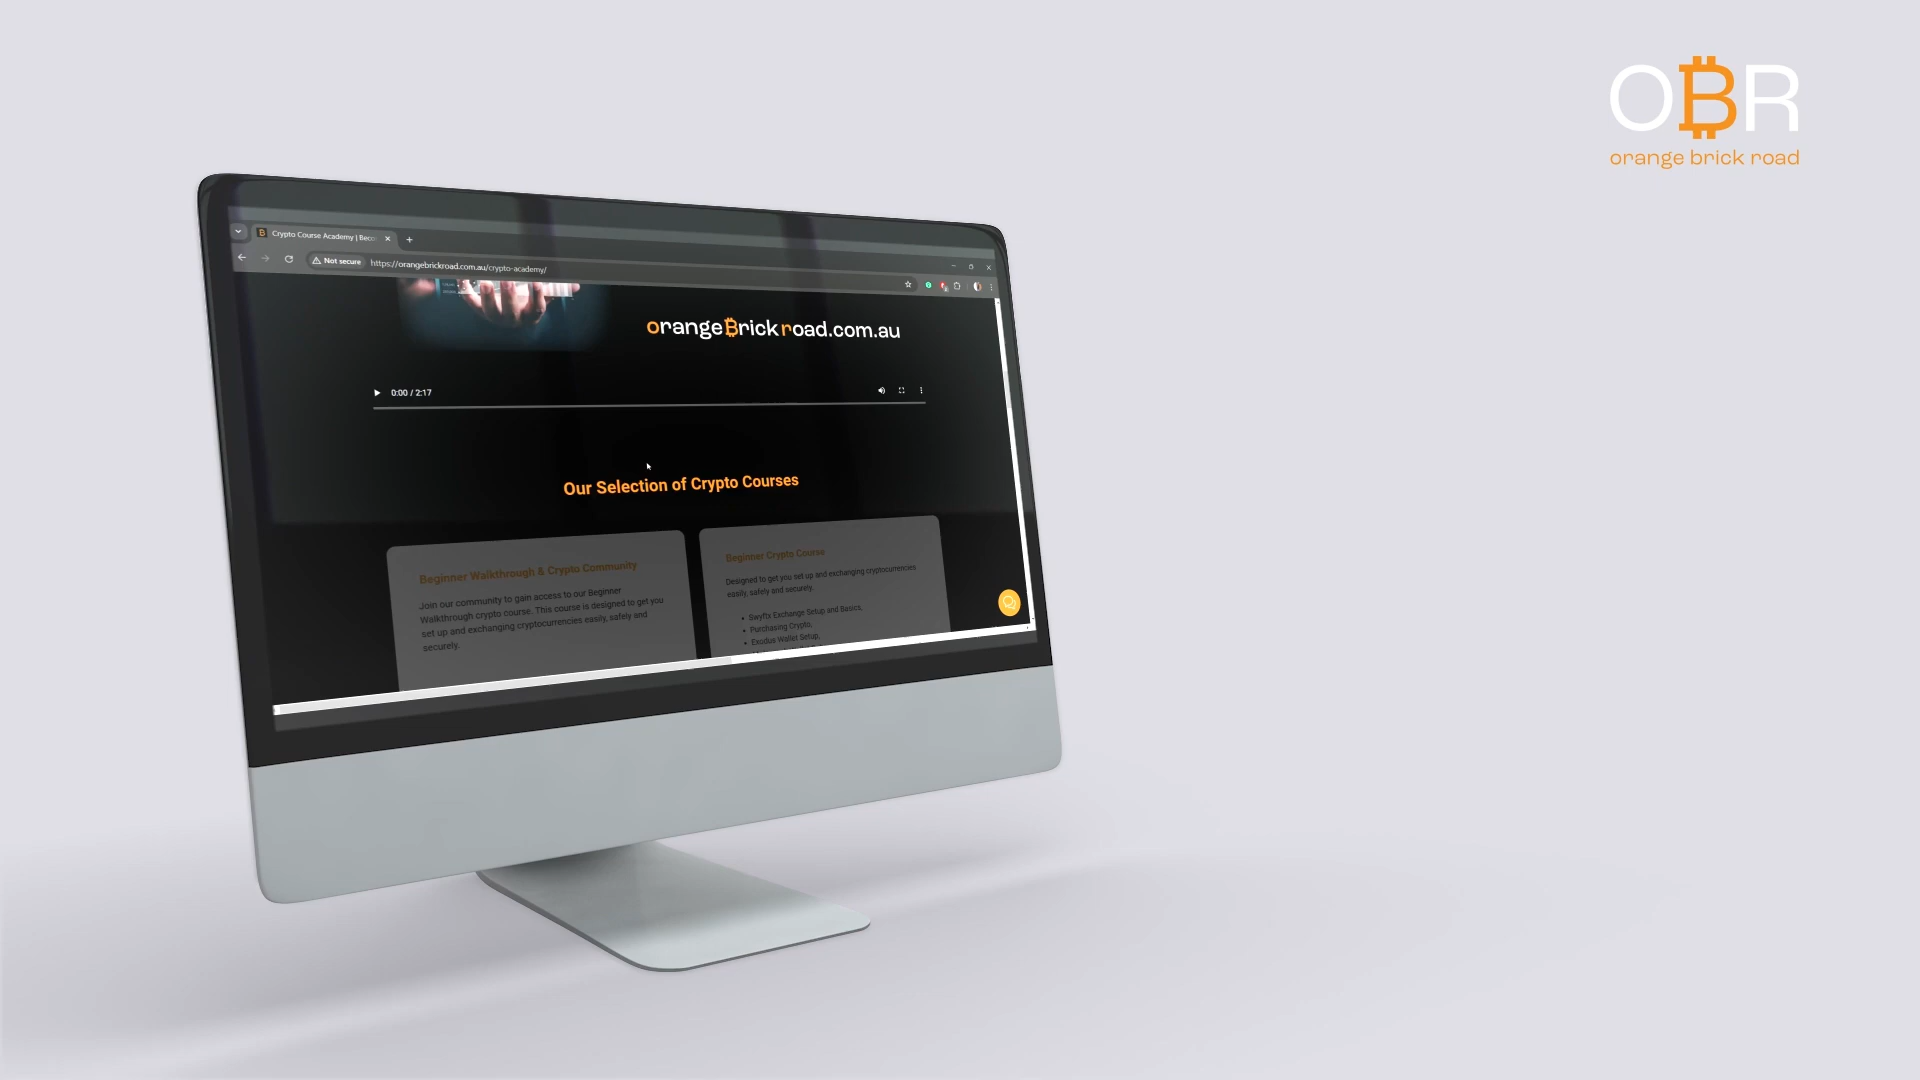 OBR
orange brick road
Crypto Course Academy | Beco
Not secure
https://orangebrickroad.com.au/crypto-academy/
orangeBrickroad.com.au
0:00 / 2:17
Our Selection of Crypto Courses
Beginner Walkthrough & Crypto Community
Join our community to gain access to our Beginner
Walkthrough crypto course. This course is designed to get you
set up and exchanging cryptocurrencies easily, safely and
securely.
Beginner Crypto Course
Designed to get you set up and exchanging cryptocurrencies
easily, safely and securely.
• Swyftx Exchange Setup and Basics,
• Purchasing Crypto,
• Exodus Wallet Setup,